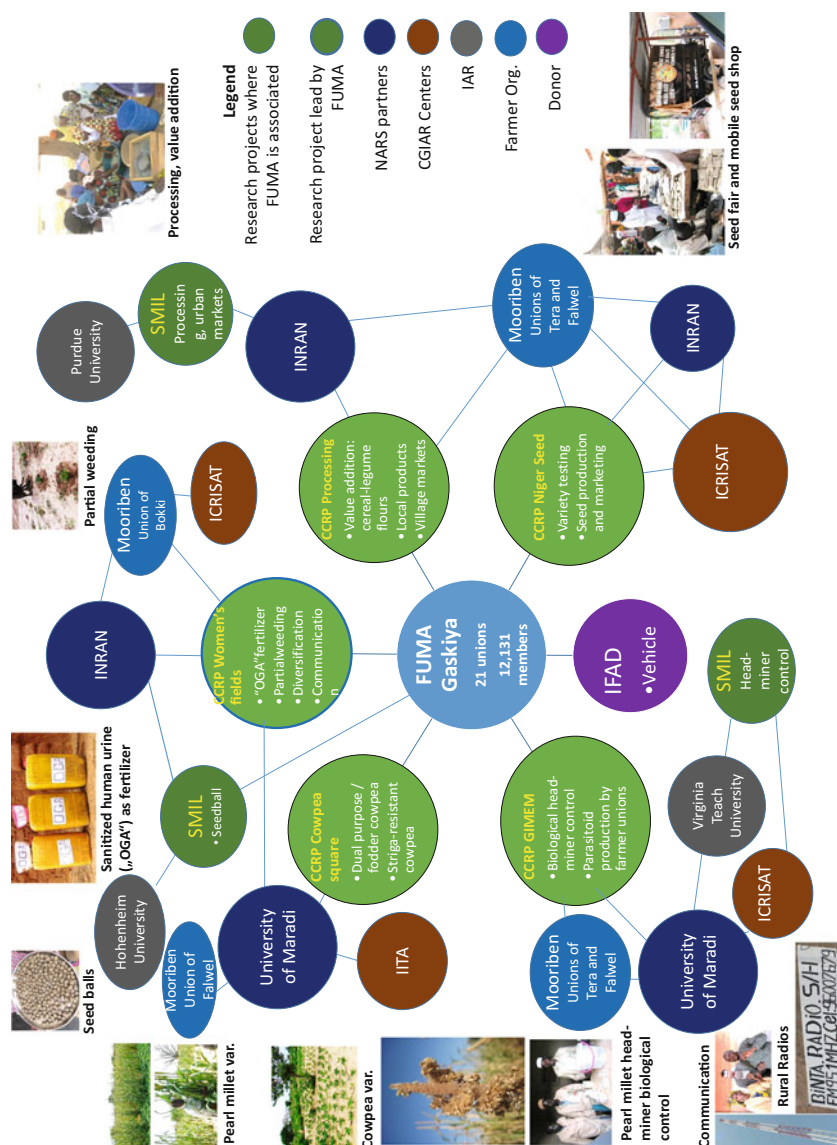 Communication
Rural Radios
BINTA RADIO S/H
Pearl millet head-
miner biological
control
Cowpea var.
Pearl millet var.
Seed balls
Sanitized human urine
(„OGA“) as fertilizer
OGA
Partial weeding
Processing, value addition
Mooriben
Unions of
Tera and
Falwel
University
of Maradi
ICRISAT
Virginia
Teach
University
SMIL
Head-
miner
control
CCRP GIMEM
• Biological head-
miner control
• Parasitoid
production by
farmer unions
IITA
University
of Maradi
Mooriben
Union of
Falwel
Hohenheim
University
SMIL
• Seedball
CCRP Cowpea
square
• Dual purpose /
fodder cowpea
• Striga-resistant
cowpea
INRAN
CCRP Women's
fields
• "OGA"fertilizer
• Partialweeding
• Diversification
• Communicatio
n
Mooriben
Union of
Bokki
ICRISAT
FUMA
Gaskiya
21 unions
12,131
members
IFAD
• Vehicle
CCRP Processing
• Value addition:
cereal-legume
flours
• Local products
• Village markets
CCRP Niger Seed
• Variety testing
• Seed production
and marketing
Purdue
University
SMIL
Processin
g, urban
markets
INRAN
Mooriben
Unions of
Tera and
Falwel
INRAN
ICRISAT
Seed fair and mobile seed shop
Legend
Research projects where
FUMA is associated
Research project lead by
FUMA
NARS partners
CGIAR Centers
IAR
Farmer Org.
Donor